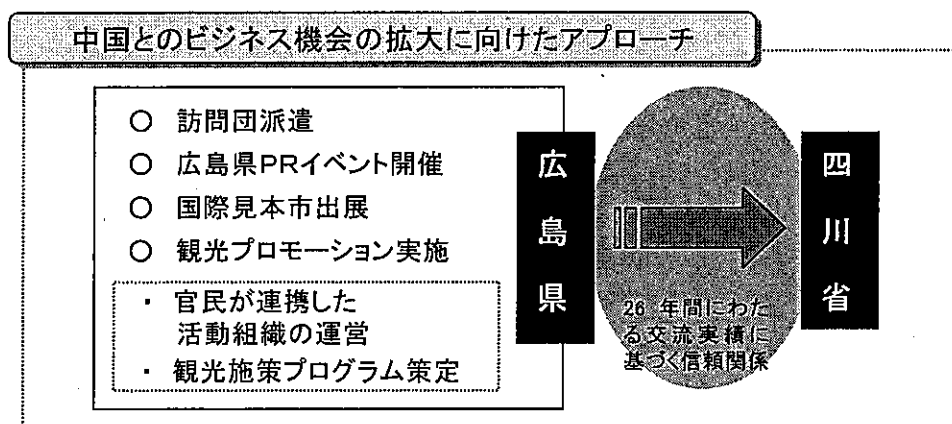 中国とのビジネス機会の拡大に向けたアプローチ
○ 訪問団派遣
○ 広島県PRイベント開催
○ 国際見本市出展
○ 観光プロモーション実施
・ 官民が連携した
活動組織の運営
・ 観光施策プログラム策定
広島県
26 年間にわた
る交流実績に
基づく信頼関係
四川省